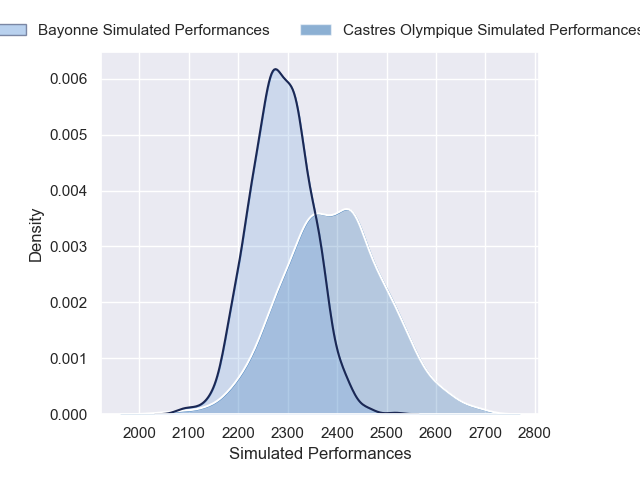 Bayonne Simulated Performances
Castres Olympique Simulated Performances
0.006
0.005
0.004
0.003
0.002
0.001
0.000
Density
2000 2100 2200 2300 2400 2500 2600 2700 2800
Simulated Performances